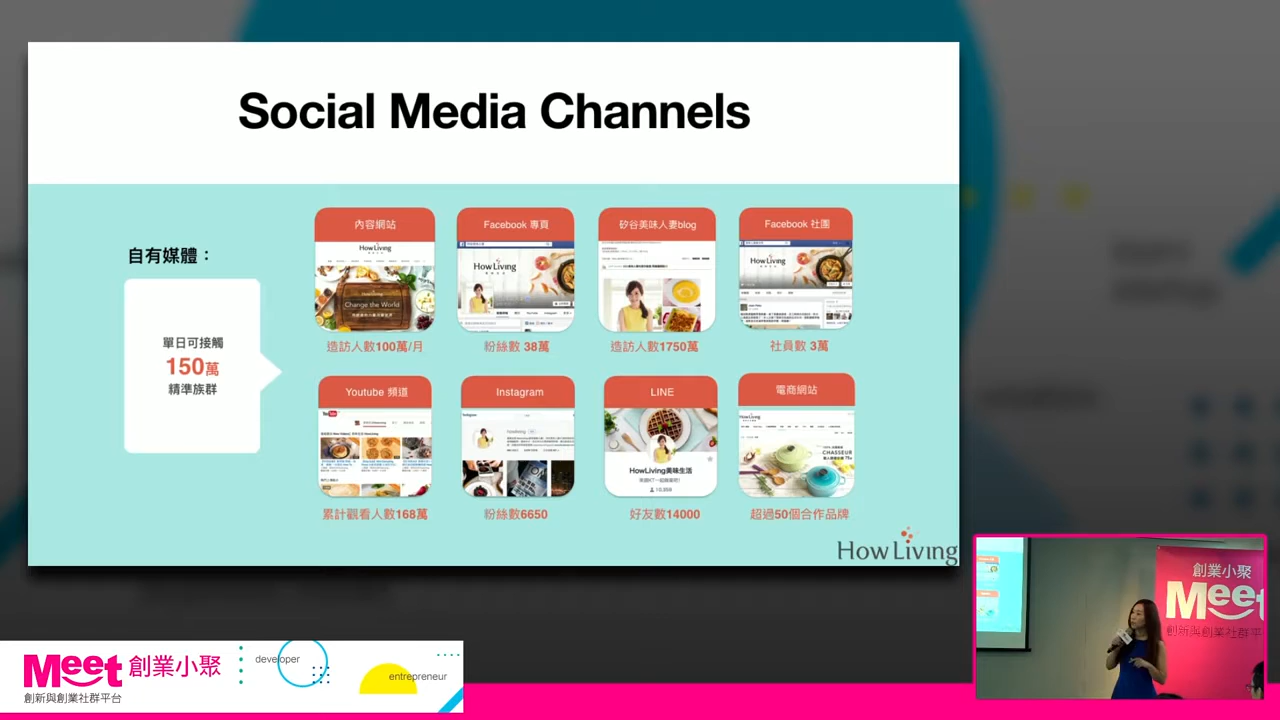 Social Media Channels
自有媒體：
單日可接觸
150萬
精準族群
內容網站
HowLiving
Change the World
造訪人數100萬/月
Facebook 專頁
HowLiving
粉絲數 38萬
矽谷美味人妻blog
造訪人數1750萬
Facebook 社團
HowLiving
社員數 3萬
Youtube 頻道
累計觀看人數168萬
Instagram
粉絲數6650
LINE
HowLiving美味生活
好友數14000
電商網站
CHASSEUR
超過50個合作品牌
HowLiving
Meet 創業小聚
創新與創業社群平台
developer
entrepreneur
創業小聚
Meet
創新與創業社群平